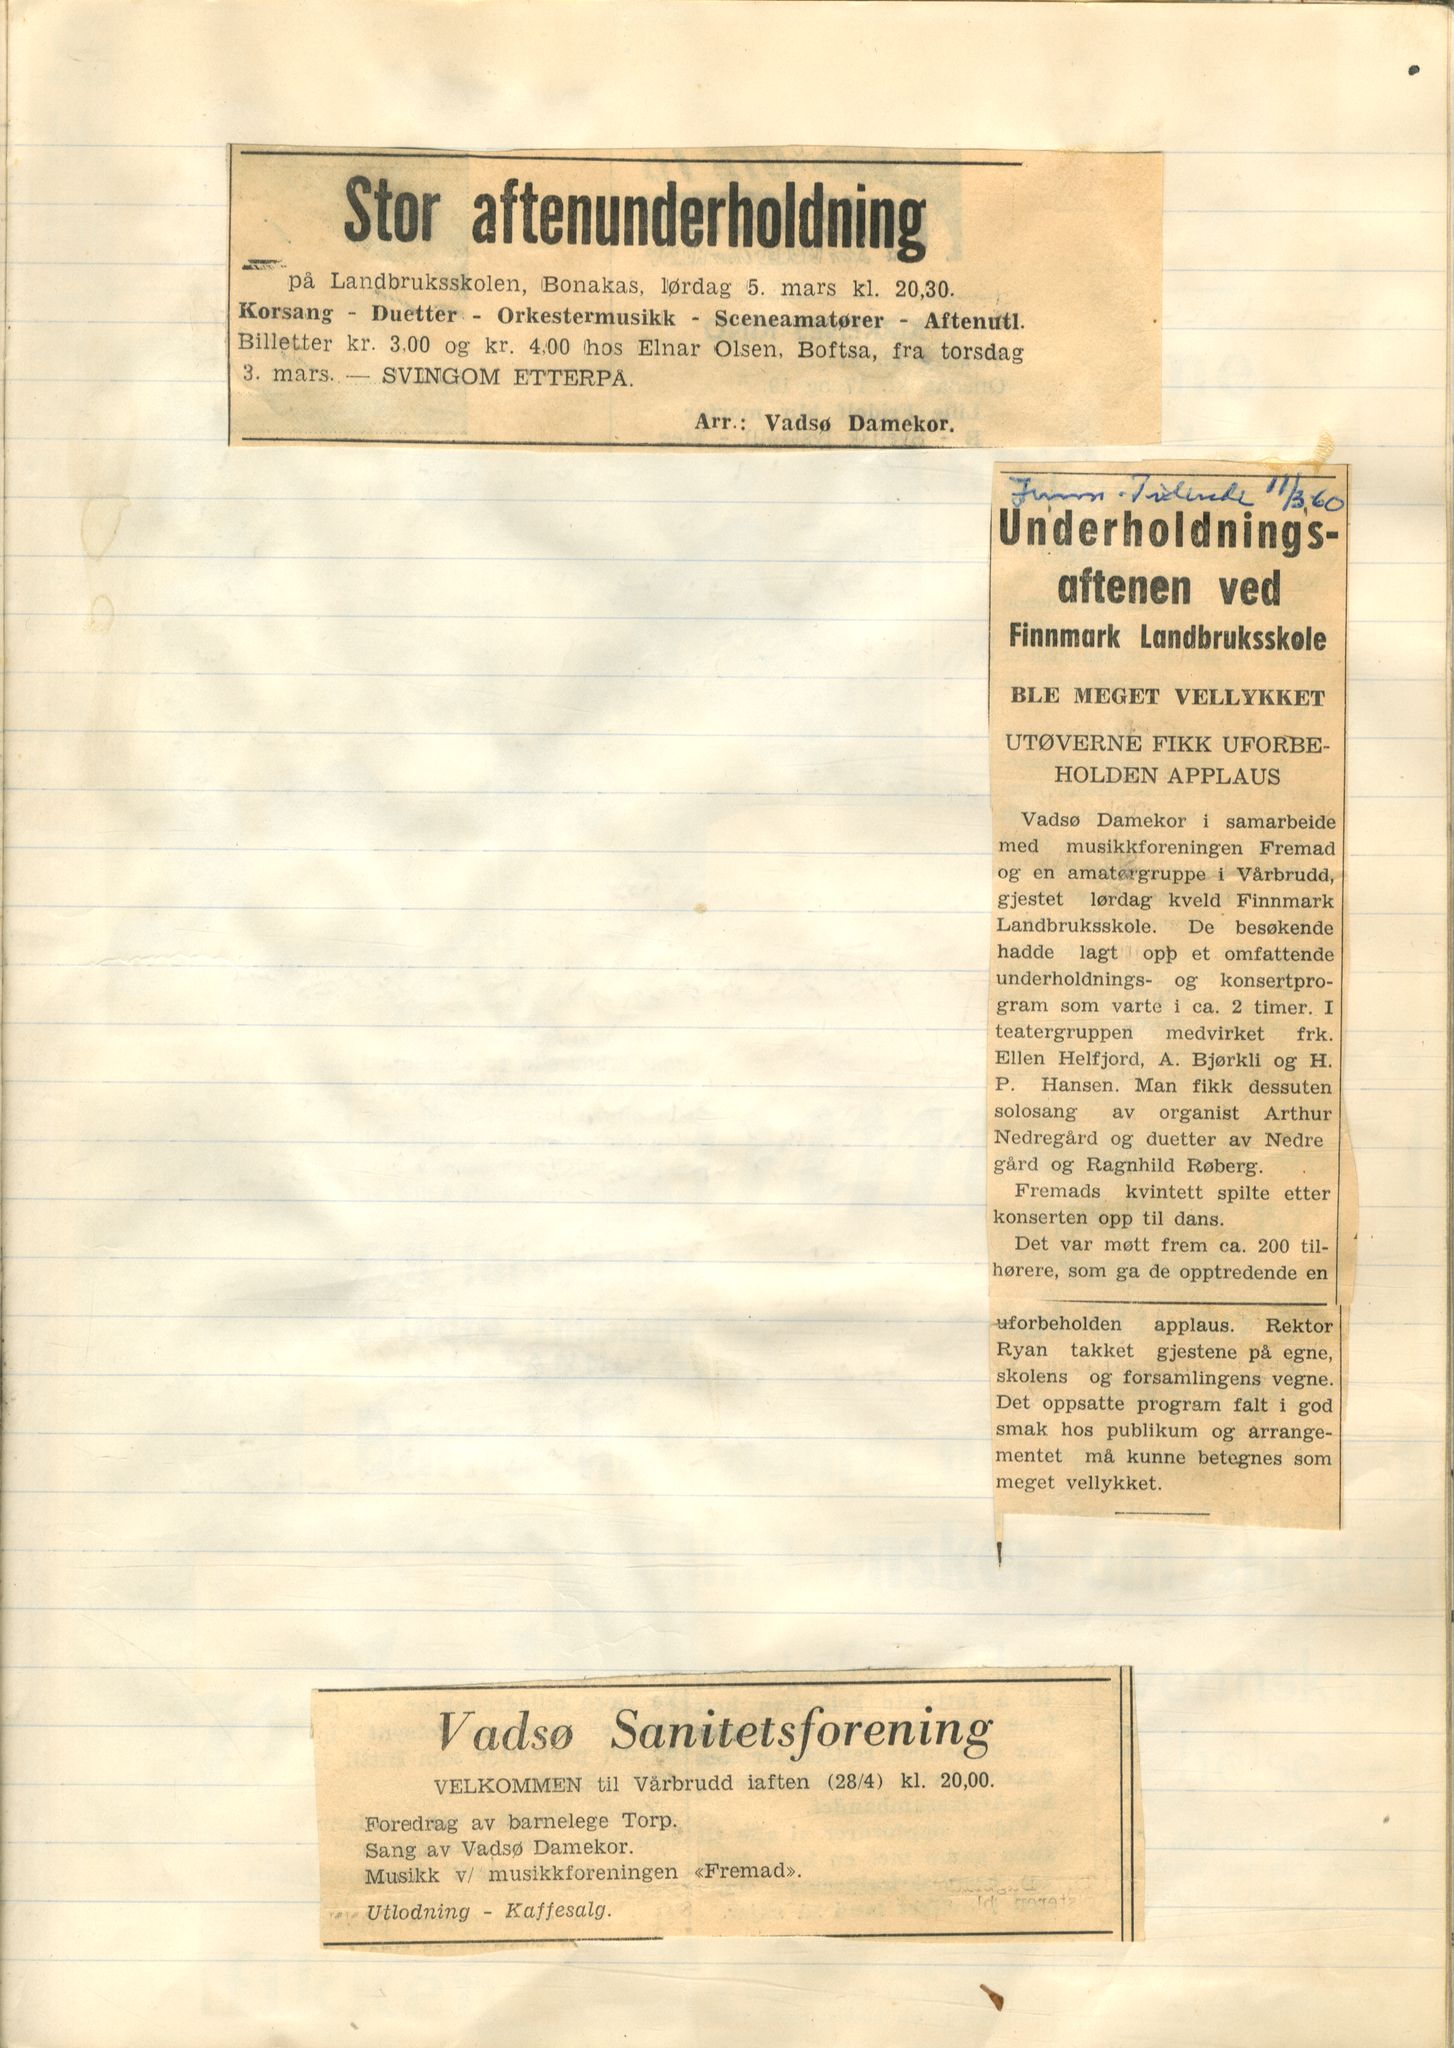 Stor aftenunderholdning
på Landbruksskolen, Bonakas, lørdag 5. mars kl. 20,30.
Korsang - Duetter - Orkestermusikk - Sceneamatører - Aftenutl.
Billetter kr. 3,00 og kr. 4,00 hos Elnar Olsen, Boftsa, fra torsdag
3. mars. — SVINGOM ETTERPÅ.
Arr.: Vadsø Damekor.
Tidende 11/3 60
Underholdnings-
aftenen ved
Finnmark Landbruksskole
BLE MEGET VELLYKKET
UTØVERNE FIKK UFORBE-
HOLDEN APPLAUS
Vadsø Damekor i samarbeide
med musikkforeningen Fremad
og en amatørgruppe i Vårbrudd,
gjestet lørdag kveld Finnmark
Landbruksskole. De besøkende
hadde lagt opp et omfattende
underholdnings- og konsertpro-
gram som varte i ca. 2 timer. I
teatergruppen medvirket frk.
Ellen Helfjord, A. Bjørkli og H.
P. Hansen. Man fikk dessuten
solosang av organist Arthur
Nedregård og duetter av Nedre
gård og Ragnhild Røberg.
Fremads kvintett spilte etter
konserten opp til dans.
Det var møtt frem ca. 200 til-
hørere, som ga de opptredende en
uforbeholden applaus. Rektor
Ryan takket gjestene på egne,
skolens og forsamlingens vegne.
Det oppsatte program falt i god
smak hos publikum og arrange-
mentet må kunne betegnes som
meget vellykket.
Vadsø Sanitetsforening
VELKOMMEN til Vårbrudd iaften (28/4) kl. 20,00.
Foredrag av barnelege Torp.
Sang av Vadsø Damekor.
Musikk v/ musikkforeningen «Fremad».
Utlodning - Kaffesalg.